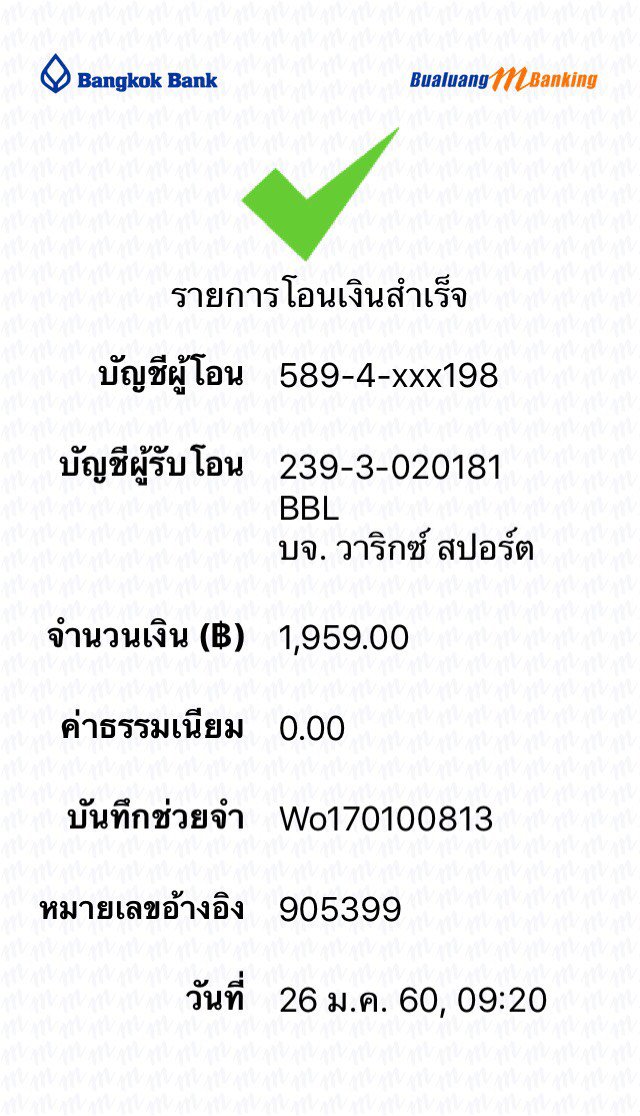 Bangkok Bank
Bualuang mBanking
รายการโอนเงินสำเร็จ
บัญชีผู้โอน 589-4-xxx198
บัญชีผู้รับโอน 239-3-020181
BBL
บจ. วาริกซ์ สปอร์ต
จำนวนเงิน (฿) 1,959.00
ค่าธรรมเนียม 0.00
บันทึกช่วยจำ Wo170100813
หมายเลขอ้างอิง 905399
วันที่ 26 ม.ค. 60, 09:20